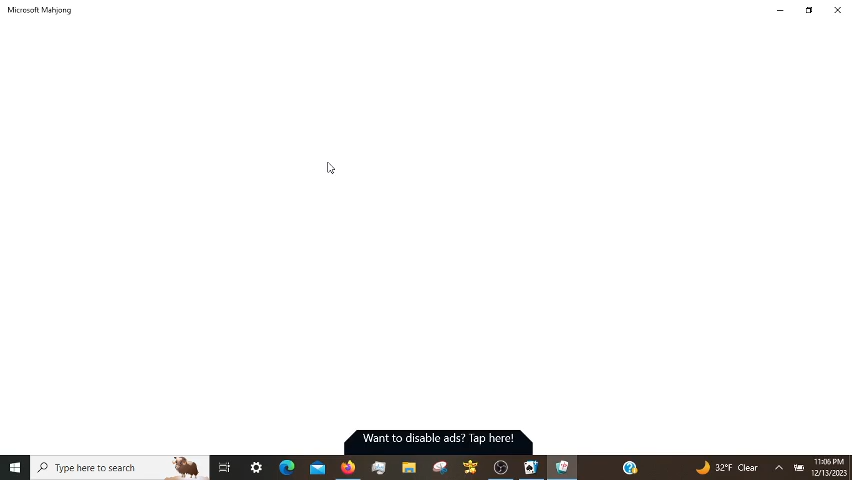 Microsoft Mahjong
Want to disable ads? Tap here!
Type here to search
32°F Clear
11:06 PM
12/13/2023